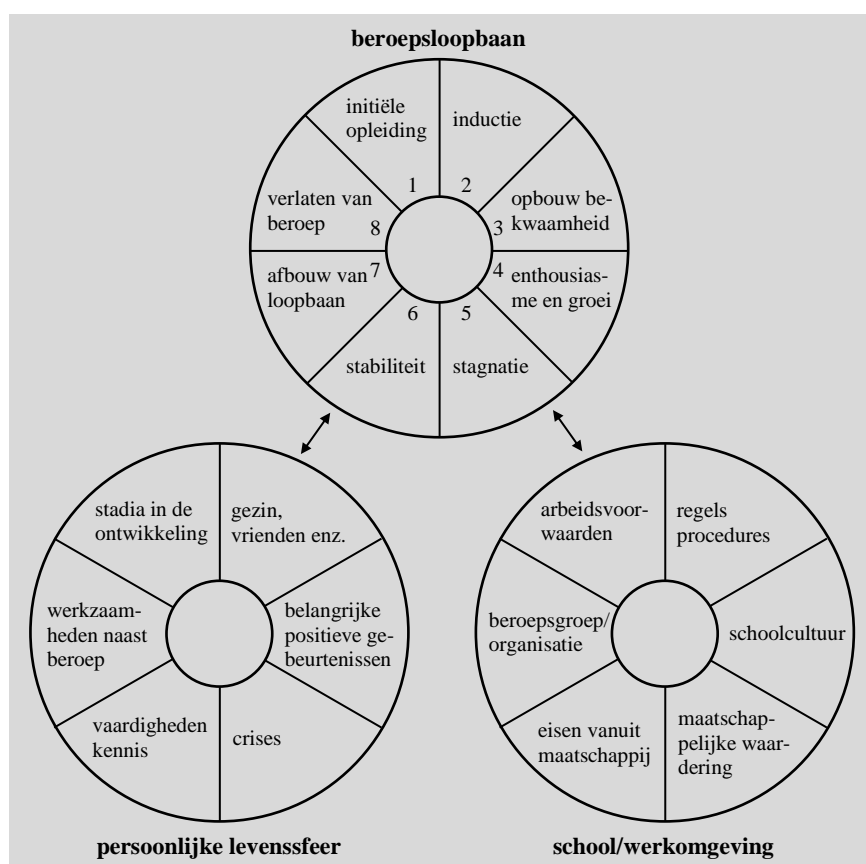 beroepsloopbaan
initiële
opleiding
1
inductie
2
opbouw be-
kwaamheid
3
enthousias-
me en groei
4
stagnatie
5
stabiliteit
6
afbouw van
loopbaan
7
verlaten van
beroep
8
stadia in de
ontwikkeling
gezin,
vrienden enz.
belangrijke
positieve ge-
beurtenissen
crises
vaardigheden
kennis
werkzaam-
heden naast
beroep
persoonlijke levenssfeer
arbeidsvoor-
waarden
regels
procedures
schoolcultuur
maatschap-
pelijke waar-
dering
eisen vanuit
maatschappij
beroepsgroep/
organisatie
school/werkomgeving